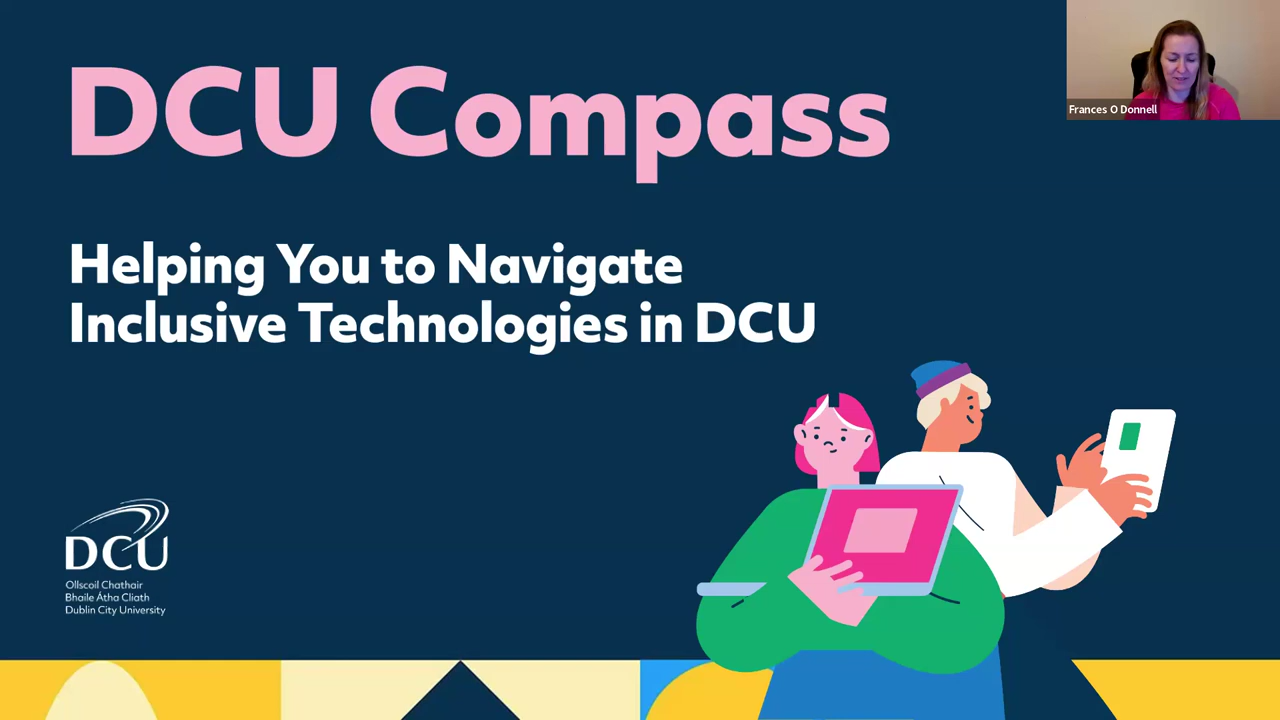 DCU Compass
Frances O Donnell
Helping You to Navigate
Inclusive Technologies in DCU
DCU
Ollscoil Chathair
Bhaile Átha Cliath
Dublin City University